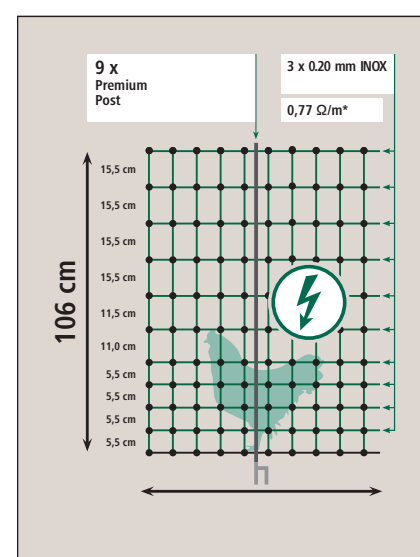 9 x
Premium
Post
3 x 0.20 mm INOX
0,77 Ω/m*
15,5 cm
15,5 cm
15,5 cm
15,5 cm
11,5 cm
11,0 cm
5,5 cm
5,5 cm
5,5 cm
5,5 cm
106 cm